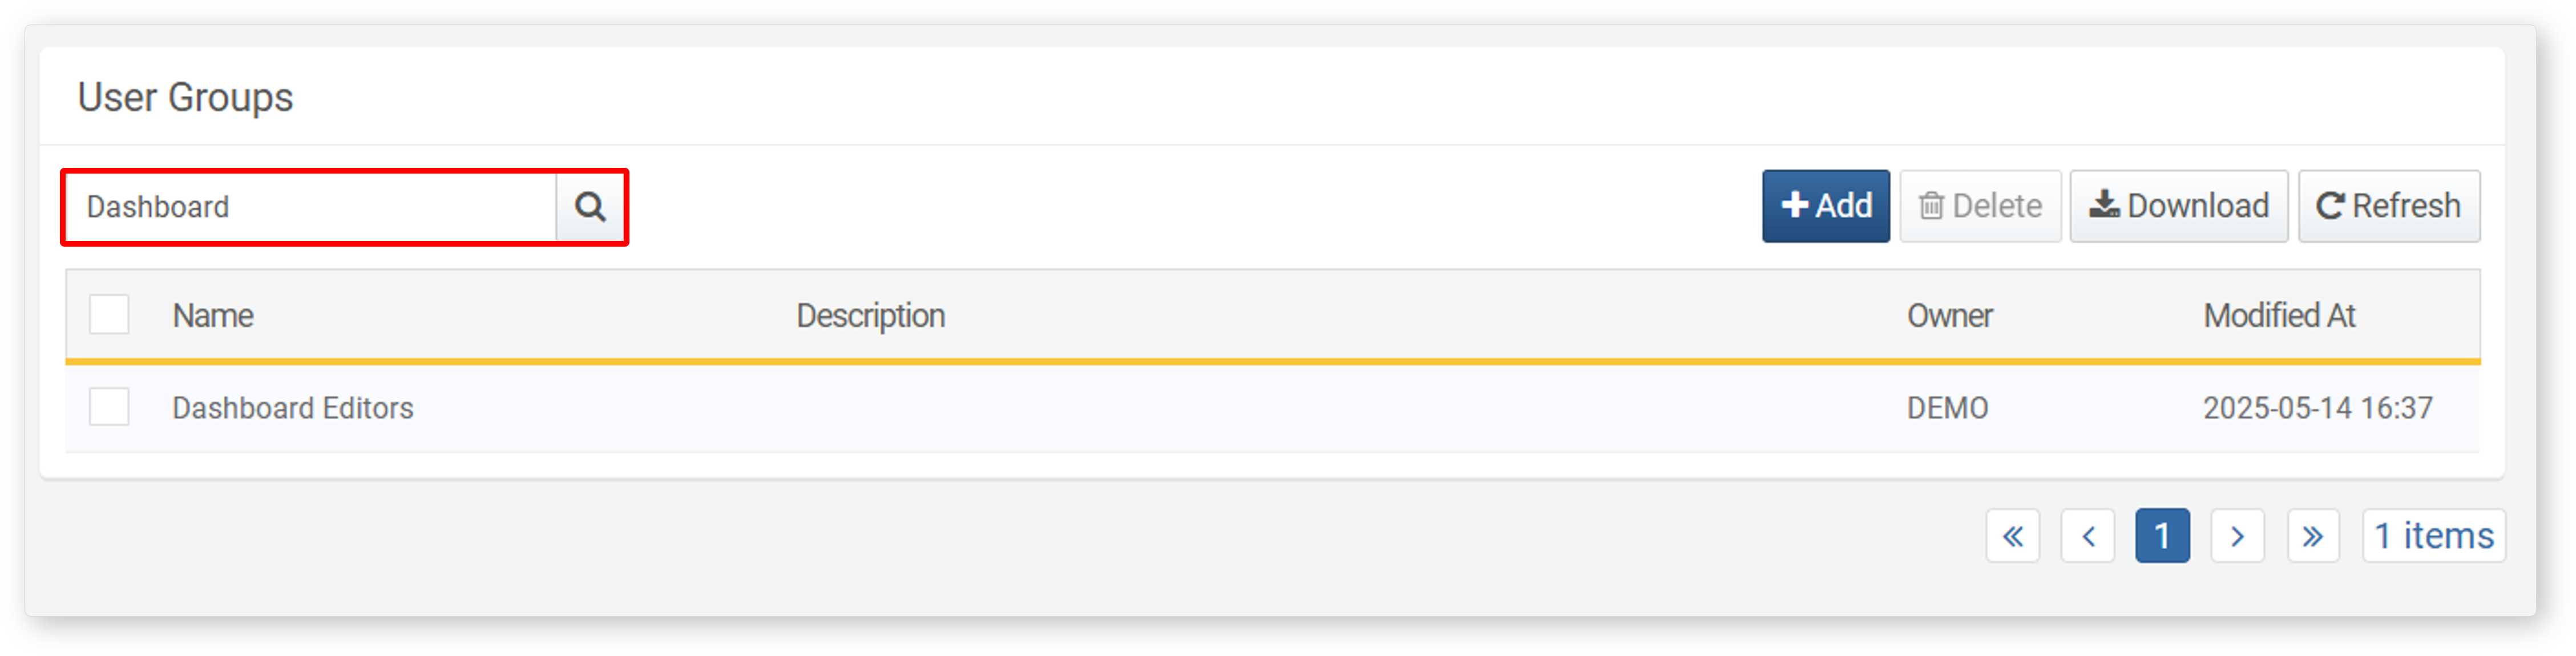 User Groups
Dashboard
Add Delete Download Refresh
Name Description Owner Modified At
Dashboard Editors DEMO 2025-05-14 16:37
« ‹ 1 › » 1 items